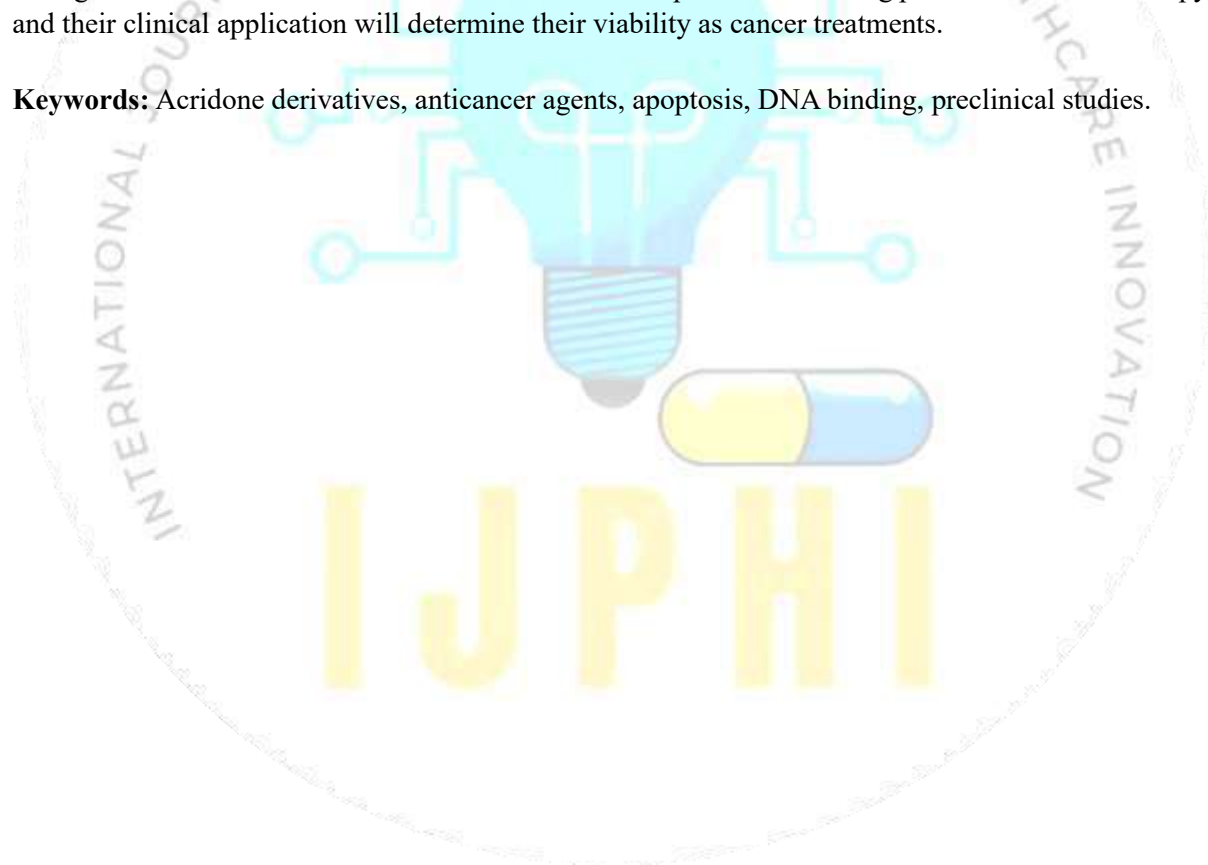 and their clinical application will determine their viability as cancer treatments.
Keywords: Acridone derivatives, anticancer agents, apoptosis, DNA binding, preclinical studies.
INTERNATIONAL
HCARE INNOVATION
IJPHI